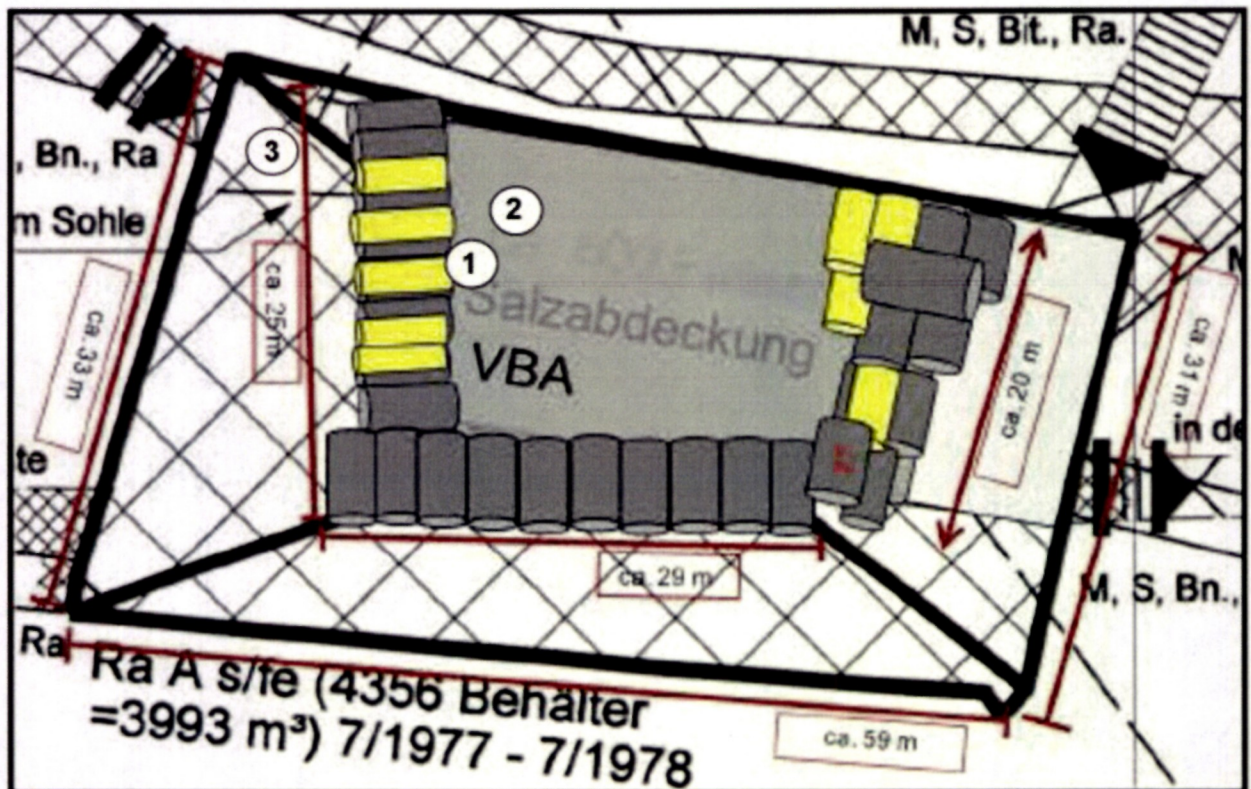 M, S, Bit., Ra.
3
, Bn., Ra
2
m Sohle
1
ca. 25 m
Salzabdeckung
ca. 33 m
VBA
ca. 20 m
ca. 31 m
in de
te
ca. 29 m
M, S, Bn.,
Ra
Ra A s/fe (4356 Behälter
=3993 m³) 7/1977 - 7/1978
ca. 59 m